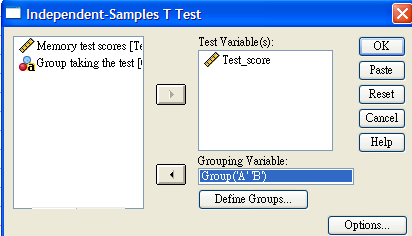 Independent-Samples T Test
Memory test scores [Te
Group taking the test [
Test Variable(s):
Test_score
Grouping Variable:
Group('A' 'B')
Define Groups...
OK
Paste
Reset
Cancel
Help
Options...